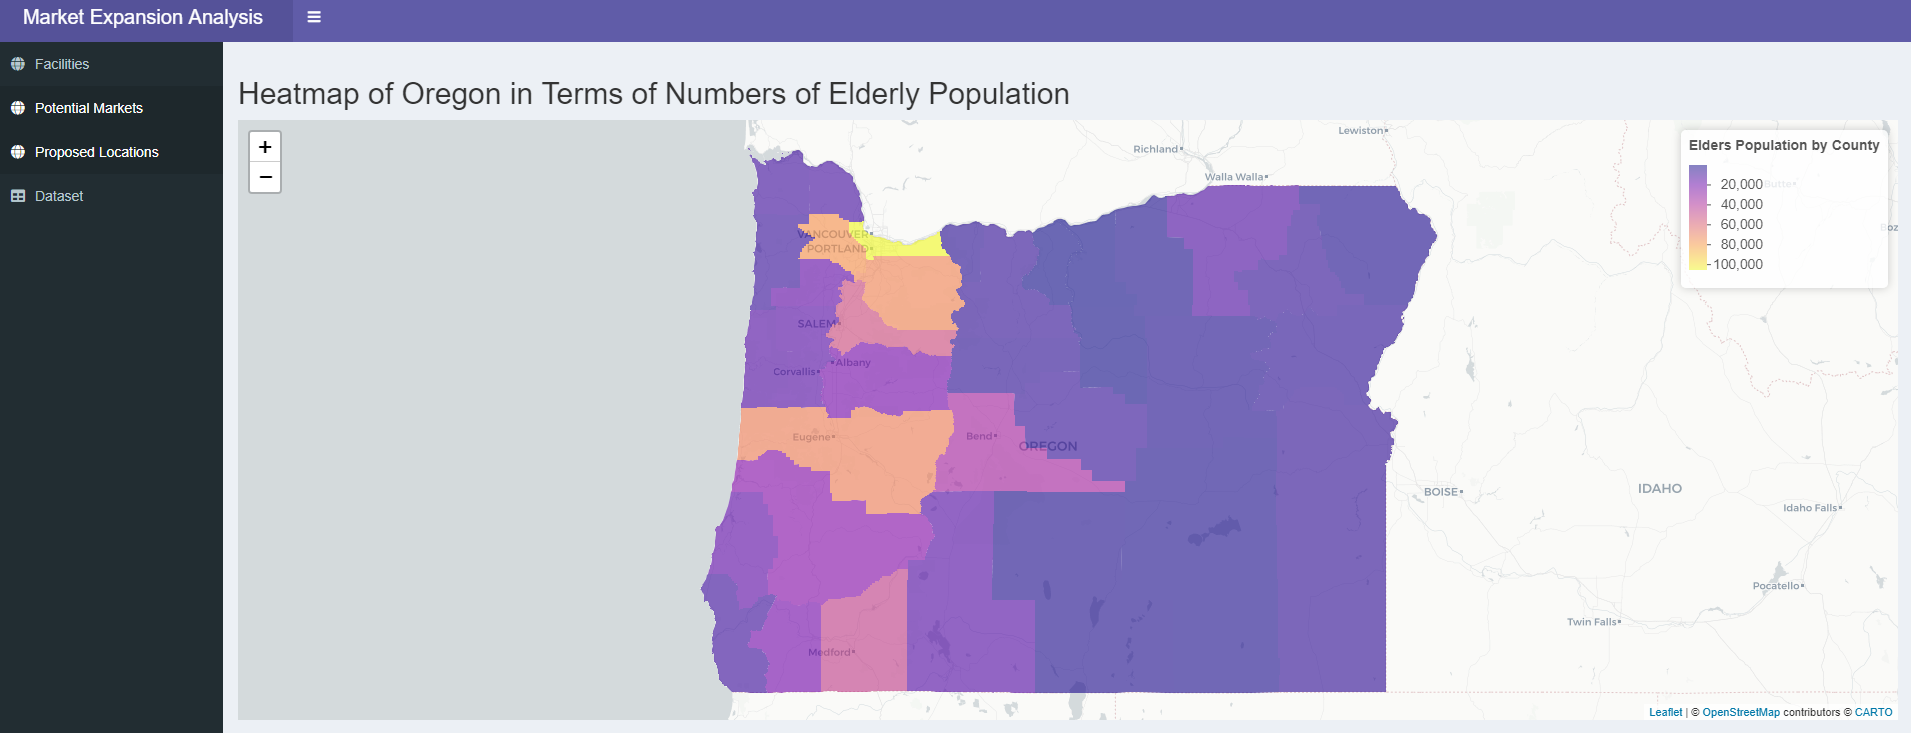 Market Expansion Analysis
Facilities
Potential Markets
Proposed Locations
Dataset
Heatmap of Oregon in Terms of Numbers of Elderly Population
+
−
Lewiston
Richland
Walla Walla
Elders Population by County
20,000
40,000
60,000
80,000
100,000
Butte
Boz
VANCOUVER
PORTLAND
SALEM
Albany
Corvallis
Eugene
Bend
OREGON
BOISE
IDAHO
Idaho Falls
Pocatello
Twin Falls
Medford
Leaflet | © OpenStreetMap contributors © CARTO